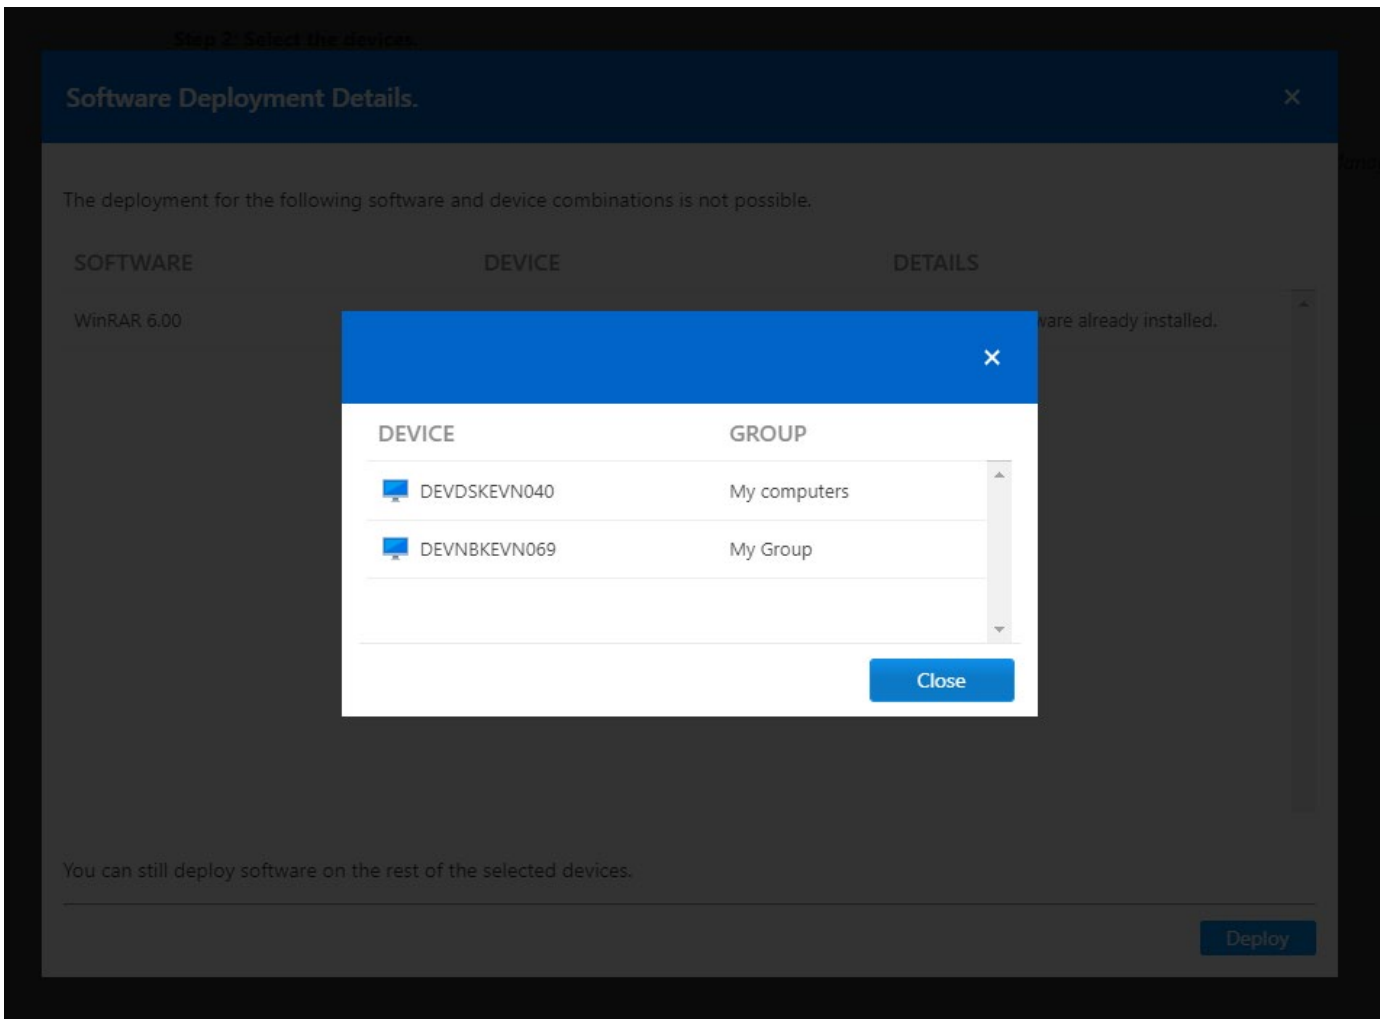 Step 2: Select the devices.
Software Deployment Details.
The deployment for the following software and device combinations is not possible.
SOFTWARE DEVICE DETAILS
WinRAR 6.00 already installed.
DEVICE GROUP
DEVDSKEVN040 My computers
DEVNBKEVN069 My Group
Close
You can still deploy software on the rest of the selected devices.
Deploy